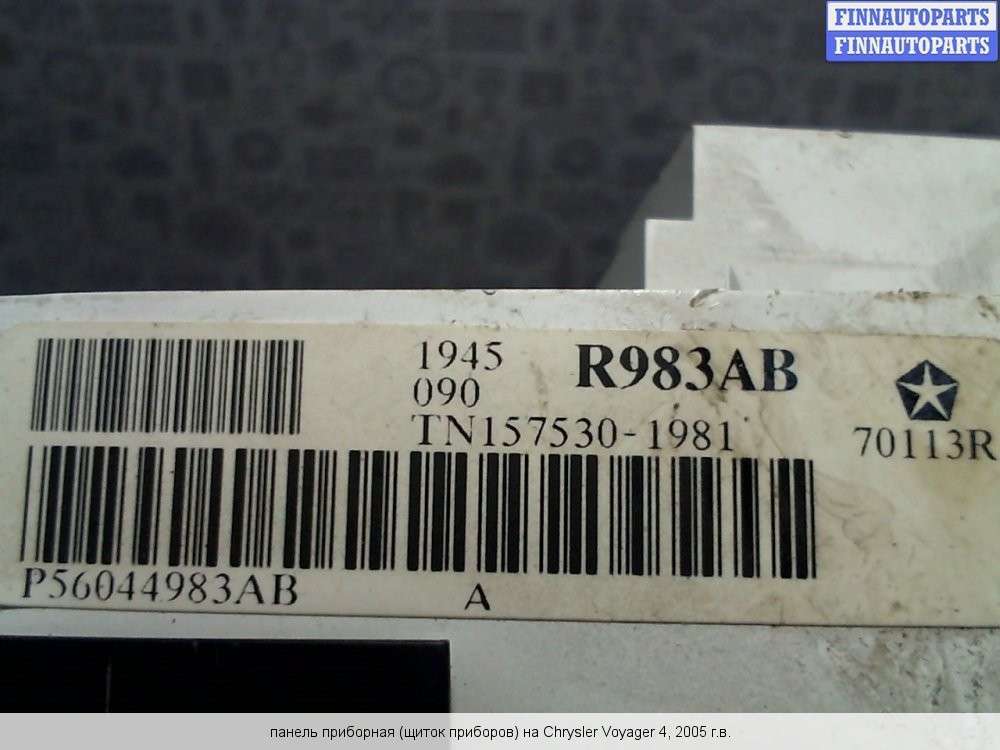 FINNAUTOPARTS
FINNAUTOPARTS
1945
R983AB
090
TN157530-1981
70113R
P56044983AB
A
панель приборная (щиток приборов) на Chrysler Voyager 4, 2005 г.в.